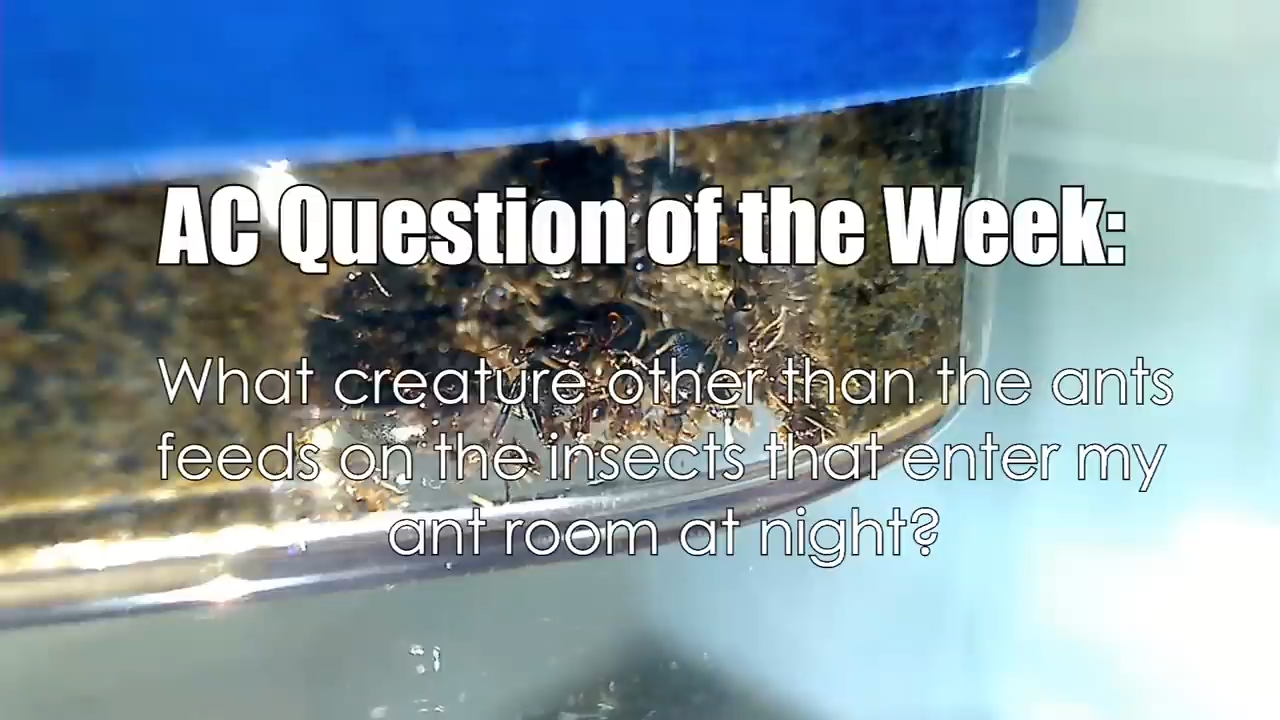 AC Question of the Week:
What creature other than the ants
feeds on the insects that enter my
ant room at night?